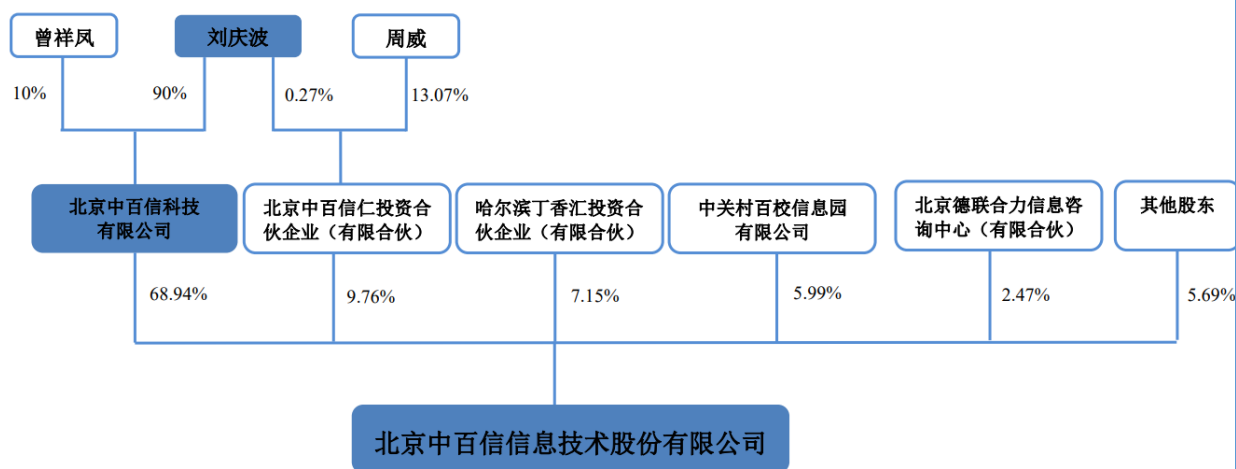 曾祥凤
刘庆波
周威
10%
90%
0.27%
13.07%
北京中百信科技
有限公司
北京中百信仁投资合
伙企业（有限合伙）
哈尔滨丁香汇投资合
伙企业（有限合伙）
中关村百校信息园
有限公司
北京德联合力信息咨
询中心（有限合伙）
其他股东
68.94%
9.76%
7.15%
5.99%
2.47%
5.69%
北京中百信信息技术股份有限公司